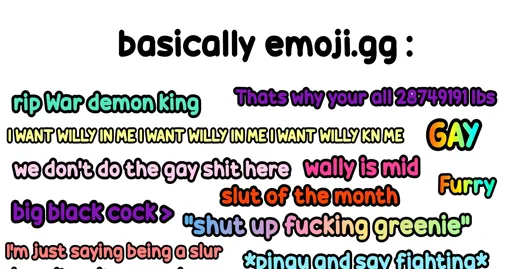 basically emoji.gg :
rip War demon king
Thats why your all 28749191 lbs
I WANT WILLY IN ME I WANT WILLY IN ME I WANT WILLY KN ME
GAY
we don't do the gay shit here
wally is mid
Furry
slut of the month
big black cock >
"shut up fucking greenie"
I'm just saying being a slur
*pinay and say fighting*